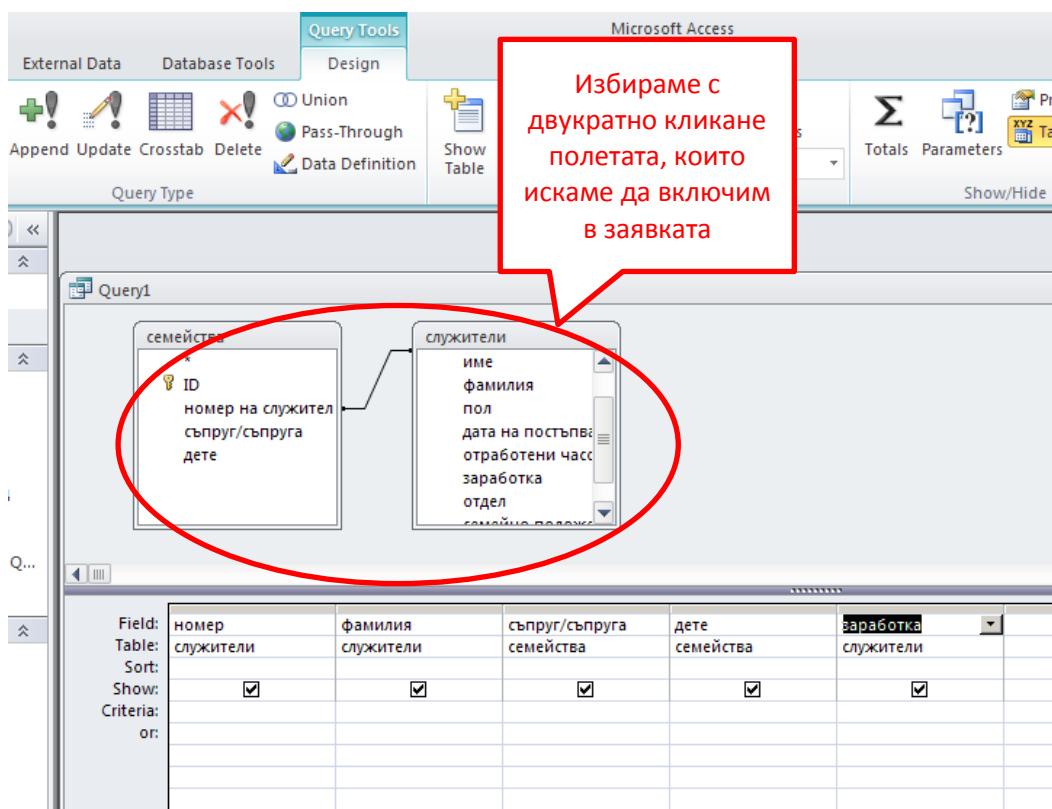 Query Tools
Microsoft Access
External Data
Database Tools
Design
Append
Update
Crosstab
Delete
Union
Pass-Through
Data Definition
Show
Table
Totals
Parameters
Query Type
Show/Hide
Избираме с
двукратно кликане
полетата, които
искаме да включим
в заявката
Query1
семейства
*
ID
номер на служител
съпруг/съпруга
дете
служители
име
фамилия
пол
дата на постъпва
отработени часо
заработка
отдел
Q...
Field: номер фамилия съпруг/съпруга дете заработка
Table: служители служители семейства семейства служители
Sort:
Show:
Criteria:
or: